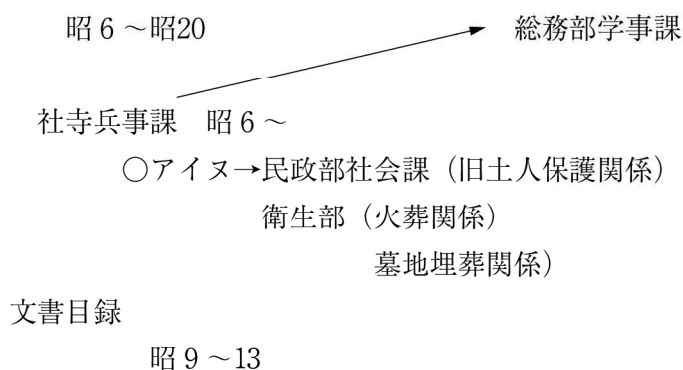 昭6～昭20 総務部学事課
社寺兵事課 昭6～
○アイヌ→民政部社会課（旧土人保護関係）
衛生部（火葬関係）
墓地埋葬関係）
文書目録
昭9～13